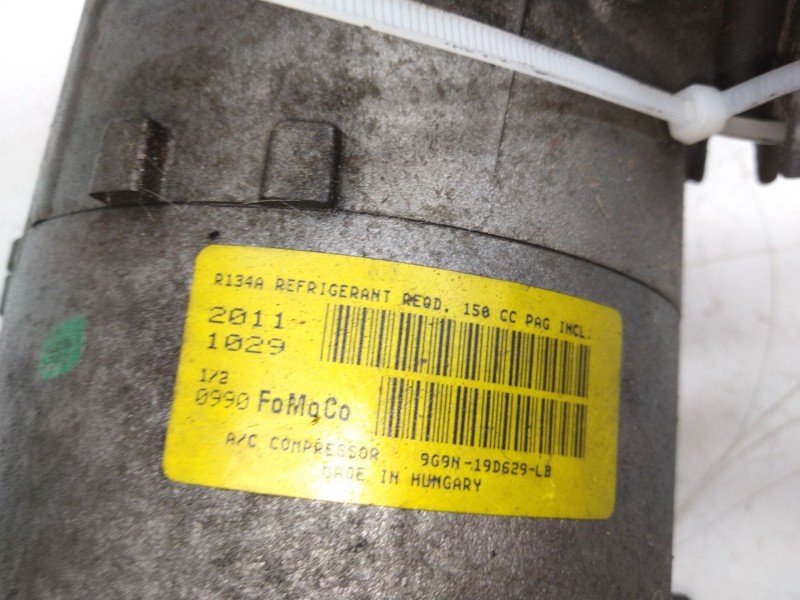 R134A REFRIGERANT REQD. 150 CC PAG INCL.
2011
1029
1/2
0990 FoMoCo
A/C COMPRESSOR 9G9N-19D629-LB
MADE IN HUNGARY